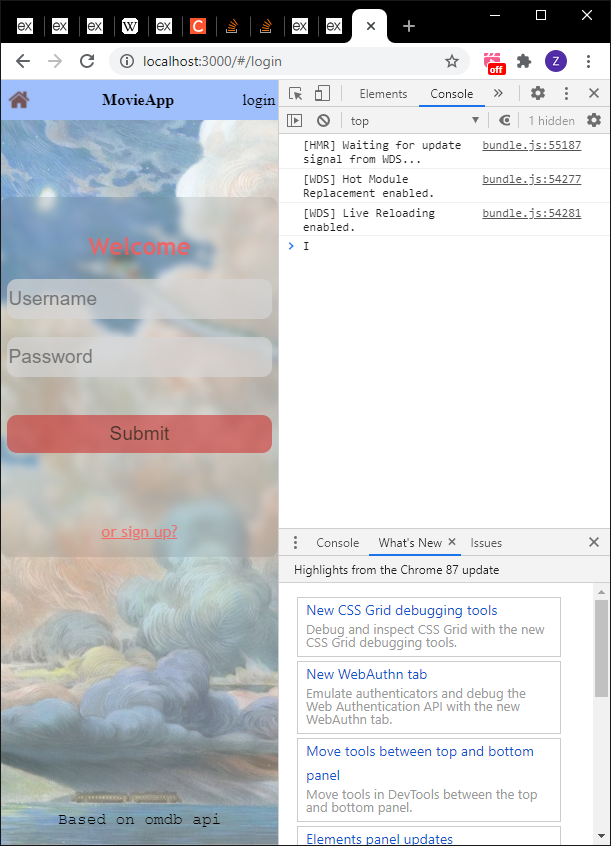 ex ex ex W ex C ex ex
localhost:3000/#/login
off
Z
MovieApp login
Welcome
Username
Password
Submit
or sign up?
Based on omdb api
Elements Console »
top 1 hidden
[HMR] Waiting for update bundle.js:55187
signal from WDS...
[WDS] Hot Module bundle.js:54277
Replacement enabled.
[WDS] Live Reloading bundle.js:54281
enabled.
Console What's New Issues
Highlights from the Chrome 87 update
New CSS Grid debugging tools
Debug and inspect CSS Grid with the new
CSS Grid debugging tools.
New WebAuthn tab
Emulate authenticators and debug the
Web Authentication API with the new
WebAuthn tab.
Move tools between top and bottom
panel
Move tools in DevTools between the top
and bottom panel.
Elements panel updates